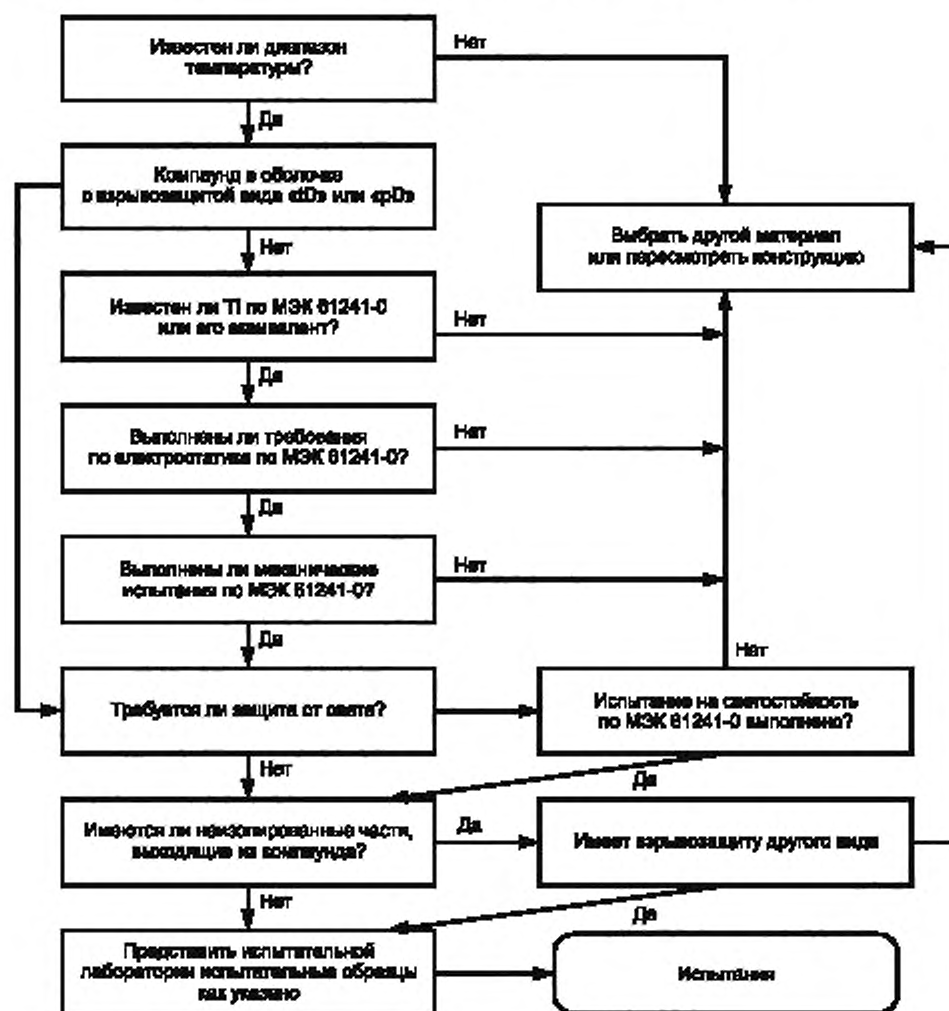 Известен ли диапазон
температуры?
Нет
Да
Компаунд в оболочке
с взрывозащитой вида «tD» или «pD»
Нет
Выбрать другой материал
или пересмотреть конструкцию
Известен ли TI по МЭК 61241-0
или его эквивалент?
Нет
Да
Выполнены ли требования
по электростатике по МЭК 61241-0?
Нет
Да
Выполнены ли механические
испытания по МЭК 61241-0?
Нет
Да
Нет
Требуется ли защита от света?
Испытание на светостойкость
по МЭК 61241-0 выполнено?
Нет
Да
Имеются ли неизолированные части,
выходящие из компаунда?
Да
Имеет взрывозащиту другого вида
Нет
Да
Представить испытательной
лаборатории испытательные образцы
как указано
Испытания